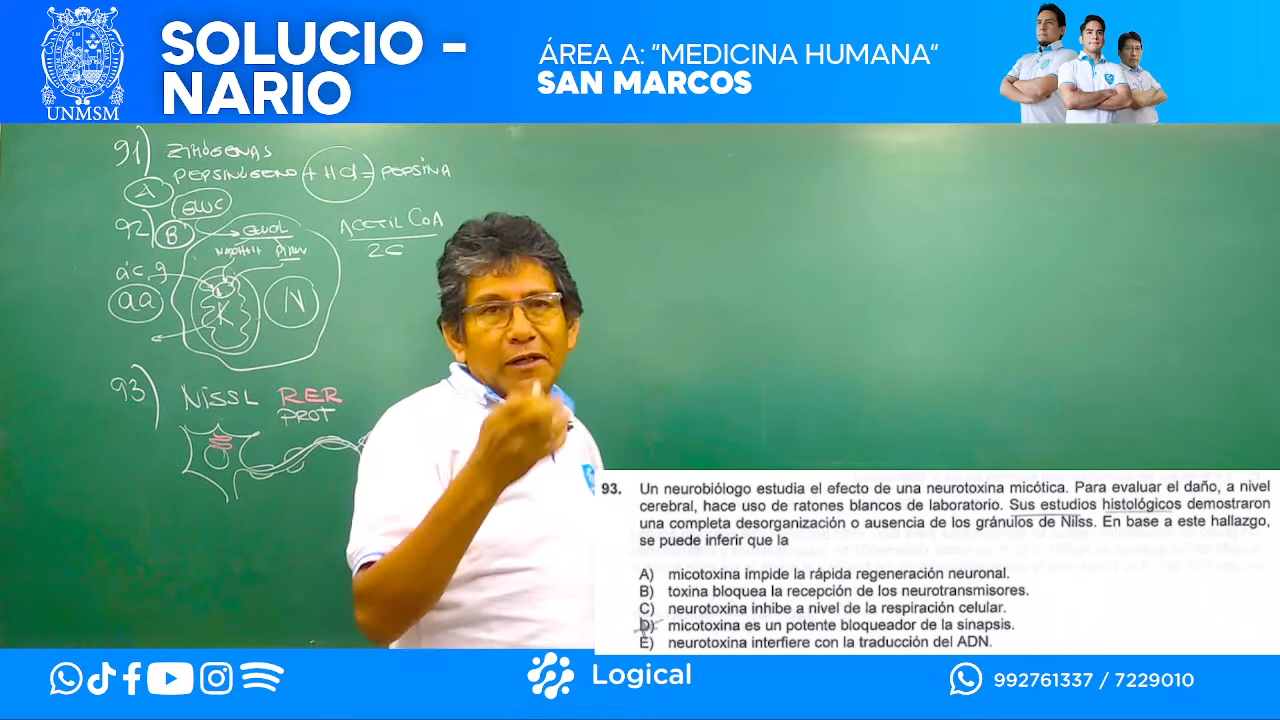 SOLUCIO -
NARIO
UNMSM
ÁREA A: "MEDICINA HUMANA"
SAN MARCOS
91) ZIMÓGENAS
PEPSINÓGENO + HCl = PEPSINA
A
GLUC
92) B
ACETIL CoA
2C
aa
K
N
93) NISSL RER
PROT
93. Un neurobiólogo estudia el efecto de una neurotoxina micótica. Para evaluar el daño, a nivel
cerebral, hace uso de ratones blancos de laboratorio. Sus estudios histológicos demostraron
una completa desorganización o ausencia de los gránulos de Nilss. En base a este hallazgo,
se puede inferir que la
A) micotoxina impide la rápida regeneración neuronal.
B) toxina bloquea la recepción de los neurotransmisores.
C) neurotoxina inhibe a nivel de la respiración celular.
D) micotoxina es un potente bloqueador de la sinapsis.
E) neurotoxina interfiere con la traducción del ADN.
Logical
992761337 / 7229010